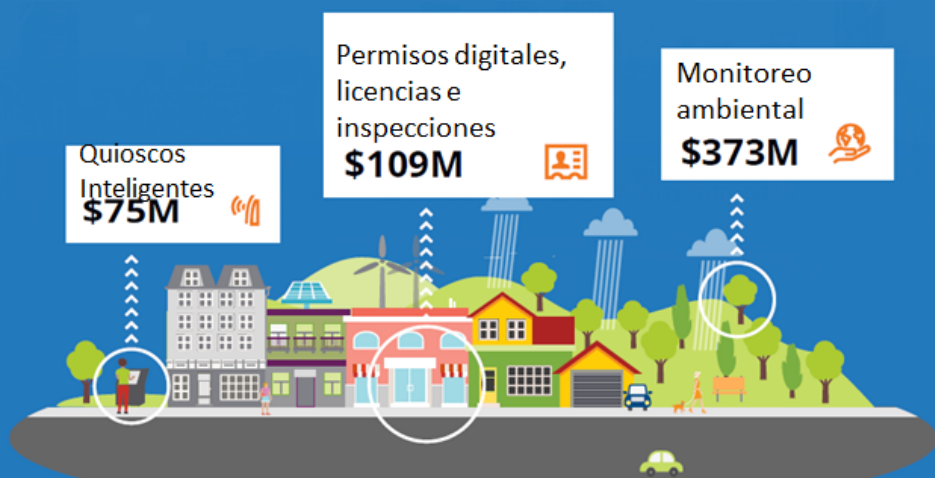 Quioscos
Inteligentes
$75M
Permisos digitales,
licencias e
inspecciones
$109M
Monitoreo
ambiental
$373M